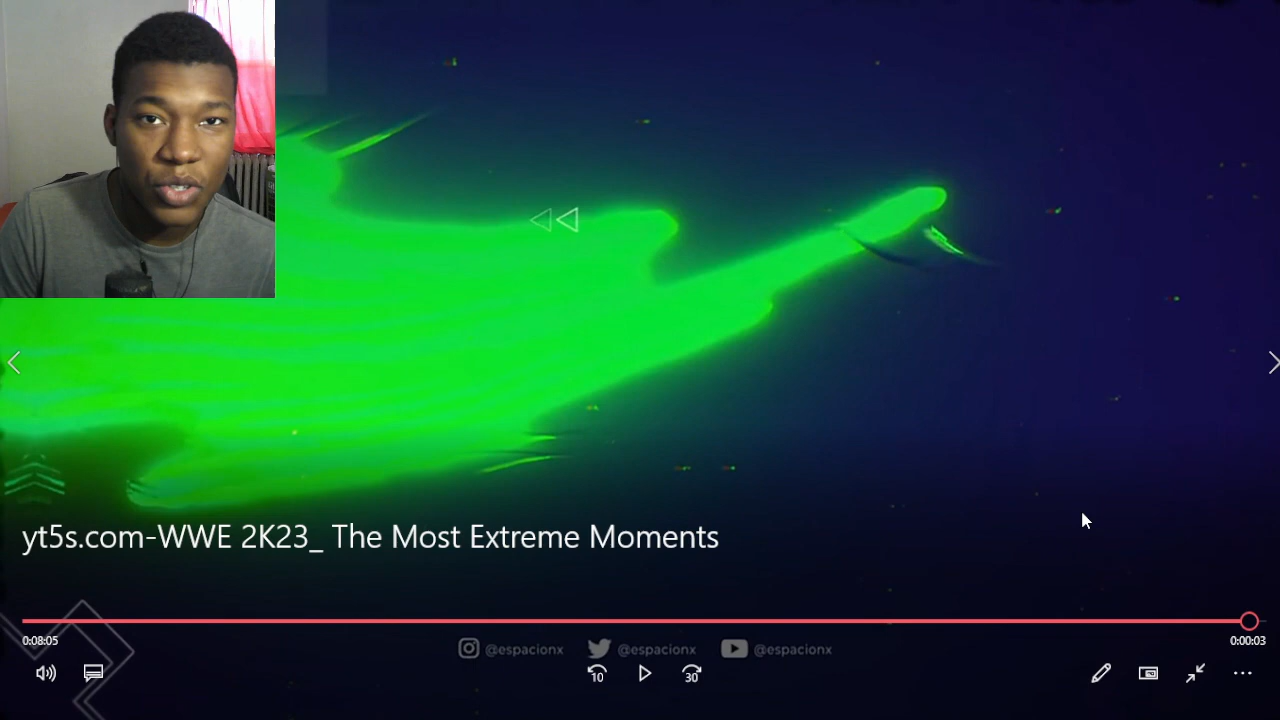 yt5s.com-WWE 2K23_ The Most Extreme Moments
0:08:05
0:00:03
@espacionx @espacionx @espacionx
10 30